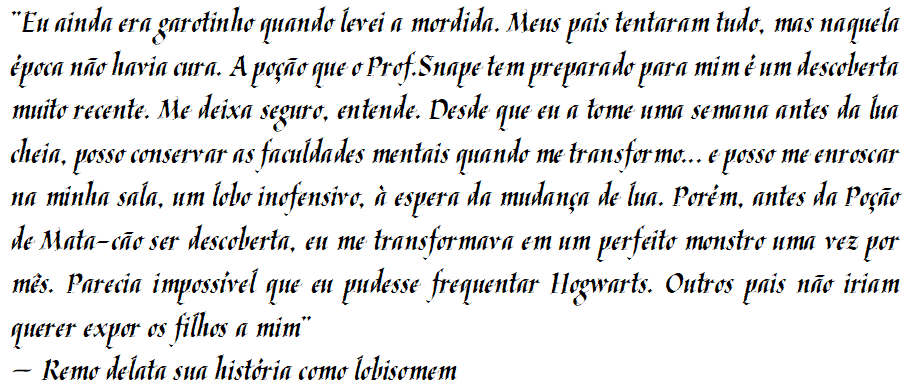 "Eu ainda era garotinho quando levei a mordida. Meus pais tentaram tudo, mas naquela
época não havia cura. A poção que o Prof.Snape tem preparado para mim é um descoberta
muito recente. Me deixa seguro, entende. Desde que eu a tome uma semana antes da lua
cheia, posso conservar as faculdades mentais quando me transformo... e posso me enroscar
na minha sala, um lobo inofensivo, à espera da mudança de lua. Porém, antes da Poção
de Mata-cão ser descoberta, eu me transformava em um perfeito monstro uma vez por
mês. Parecia impossível que eu pudesse frequentar Hogwarts. Outros pais não iriam
querer expor os filhos a mim"
— Remo delata sua história como lobisomem